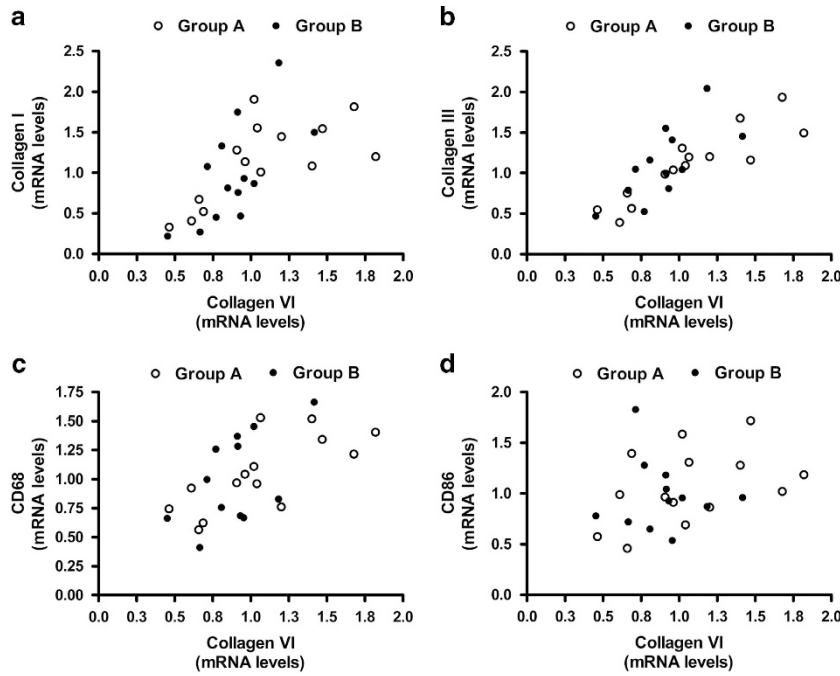 a
Group A
Group B
2.5
2.0
1.5
1.0
0.5
0.0
Collagen I
(mRNA levels)
0.0 0.3 0.5 0.8 1.0 1.3 1.5 1.8 2.0
Collagen VI
(mRNA levels)
b
Group A
Group B
2.5
2.0
1.5
1.0
0.5
0.0
Collagen III
(mRNA levels)
0.0 0.3 0.5 0.8 1.0 1.3 1.5 1.8 2.0
Collagen VI
(mRNA levels)
c
Group A
Group B
1.75
1.50
1.25
1.00
0.75
0.50
0.25
0.00
CD68
(mRNA levels)
0.0 0.3 0.5 0.8 1.0 1.3 1.5 1.8 2.0
Collagen VI
(mRNA levels)
d
Group A
Group B
2.0
1.5
1.0
0.5
0.0
CD86
(mRNA levels)
0.0 0.3 0.5 0.8 1.0 1.3 1.5 1.8 2.0
Collagen VI
(mRNA levels)